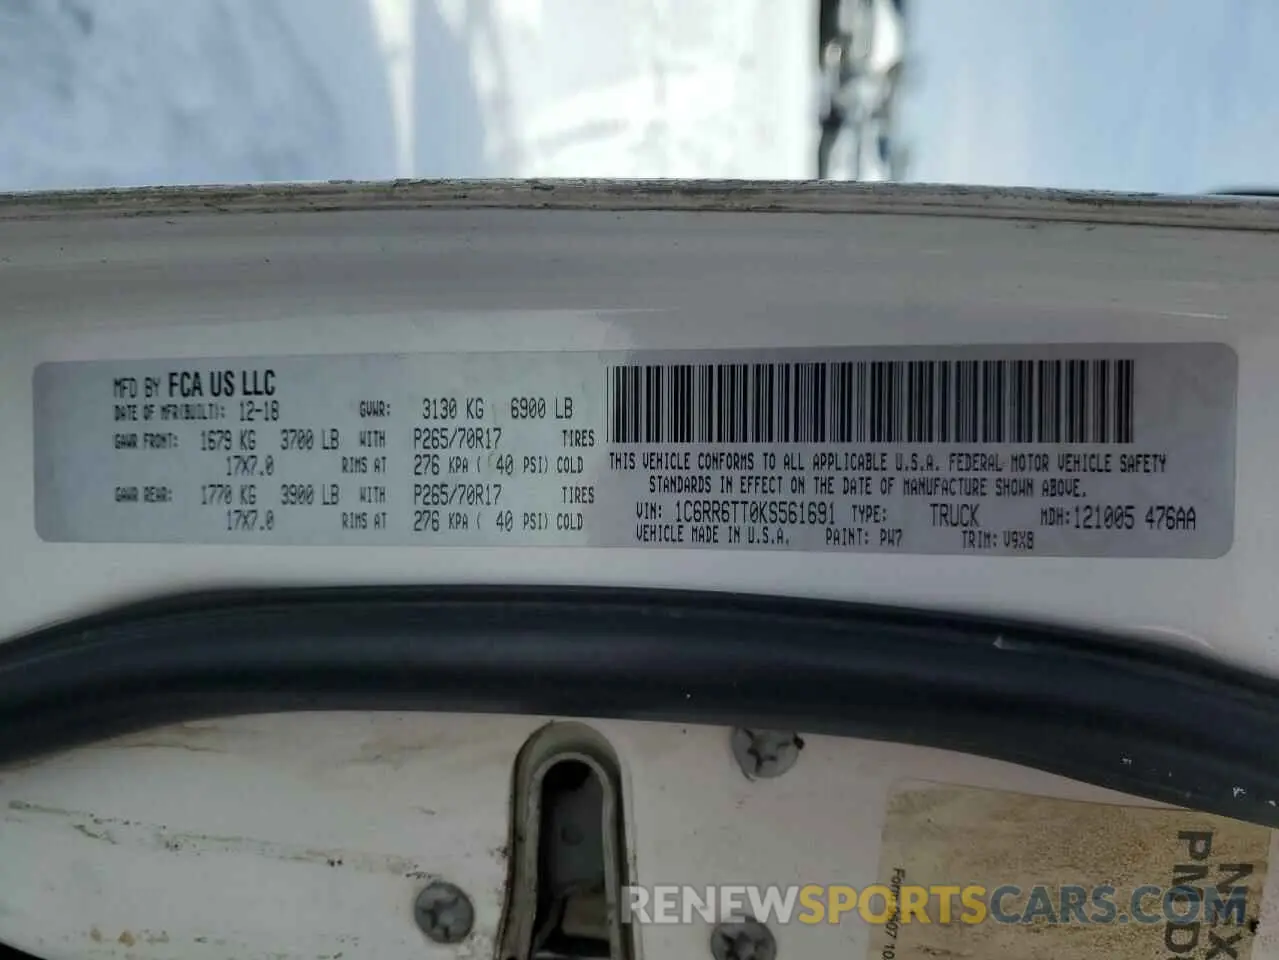 MFD BY FCA US LLC
DATE OF MFR(BUILT): 12-18 GVWR: 3130 KG 6900 LB
GAWR FRONT: 1679 KG 3700 LB WITH P265/70R17 TIRES
17X7.0 RIMS AT 276 KPA ( 40 PSI) COLD
GAWR REAR: 1770 KG 3900 LB WITH P265/70R17 TIRES
17X7.0 RIMS AT 276 KPA ( 40 PSI) COLD
THIS VEHICLE CONFORMS TO ALL APPLICABLE U.S.A. FEDERAL MOTOR VEHICLE SAFETY
STANDARDS IN EFFECT ON THE DATE OF MANUFACTURE SHOWN ABOVE.
VIN: 1C6RR6TT0KS561691 TYPE: TRUCK MDH: 121005 476AA
VEHICLE MADE IN U.S.A. PAINT: PW7 TRIM: V9X8
RENEWSPORTSCARS.COM